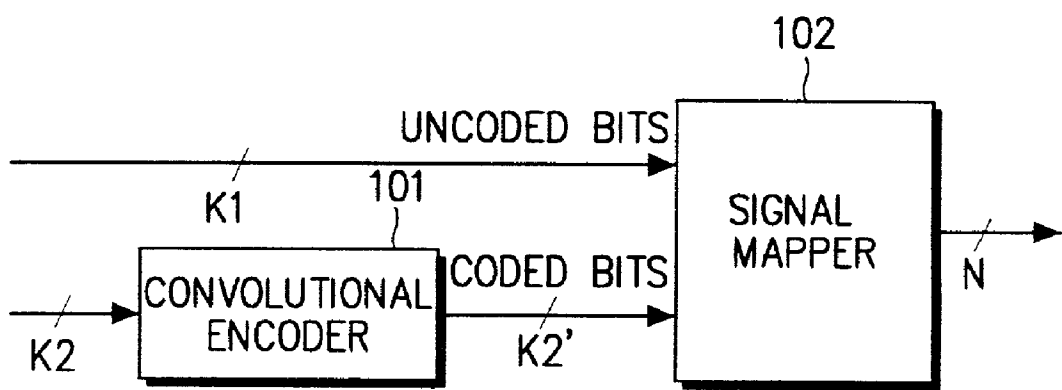 102
UNCODED BITS
K1
101
SIGNAL
MAPPER
N
CONVOLUTIONAL
ENCODER
CODED BITS
K2
K2'